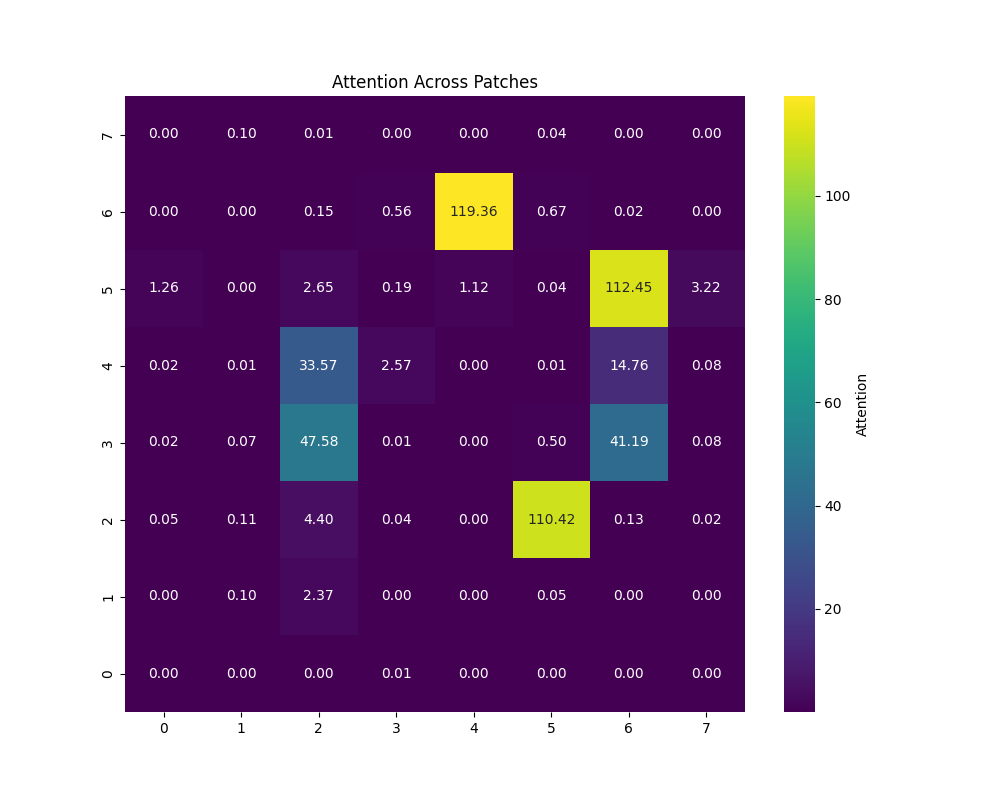 Attention Across Patches
7 0.00 0.10 0.01 0.00 0.00 0.04 0.00 0.00
6 0.00 0.00 0.15 0.56 119.36 0.67 0.02 0.00
5 1.26 0.00 2.65 0.19 1.12 0.04 112.45 3.22
4 0.02 0.01 33.57 2.57 0.00 0.01 14.76 0.08
3 0.02 0.07 47.58 0.01 0.00 0.50 41.19 0.08
2 0.05 0.11 4.40 0.04 0.00 110.42 0.13 0.02
1 0.00 0.10 2.37 0.00 0.00 0.05 0.00 0.00
0 0.00 0.00 0.00 0.01 0.00 0.00 0.00 0.00
0 1 2 3 4 5 6 7
100
80
60
40
20
Attention